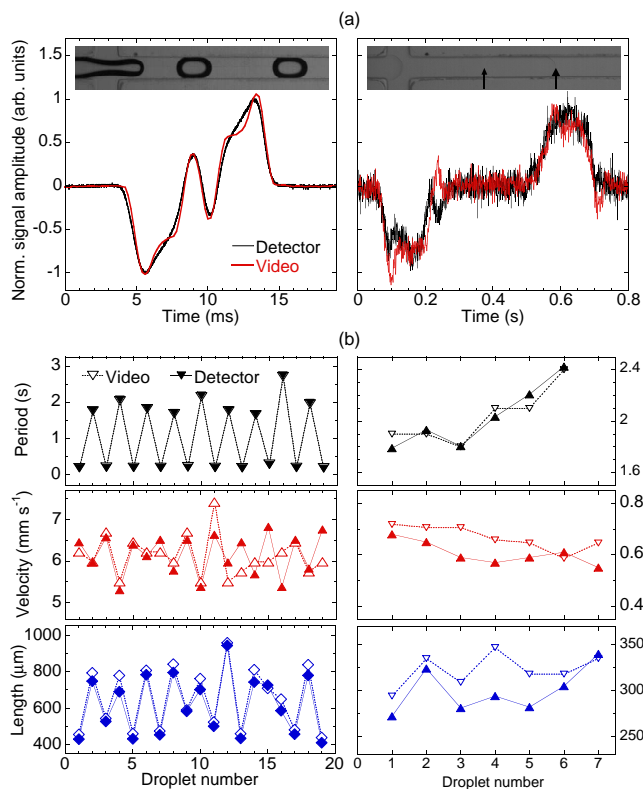 (a)
Norm. signal amplitude (arb. units)
1.5
1
0.5
0
-0.5
-1
Detector
Video
0 5 10 15
Time (ms)
0 0.2 0.4 0.6 0.8
Time (s)
(b)
Period (s)
3
2
1
0
Video Detector
2.4
2
1.6
Velocity (mm s⁻¹)
7
6
5
0.8
0.6
0.4
Length (µm)
1000
800
600
400
350
300
250
0 5 10 15 20
Droplet number
1 2 3 4 5 6 7
Droplet number